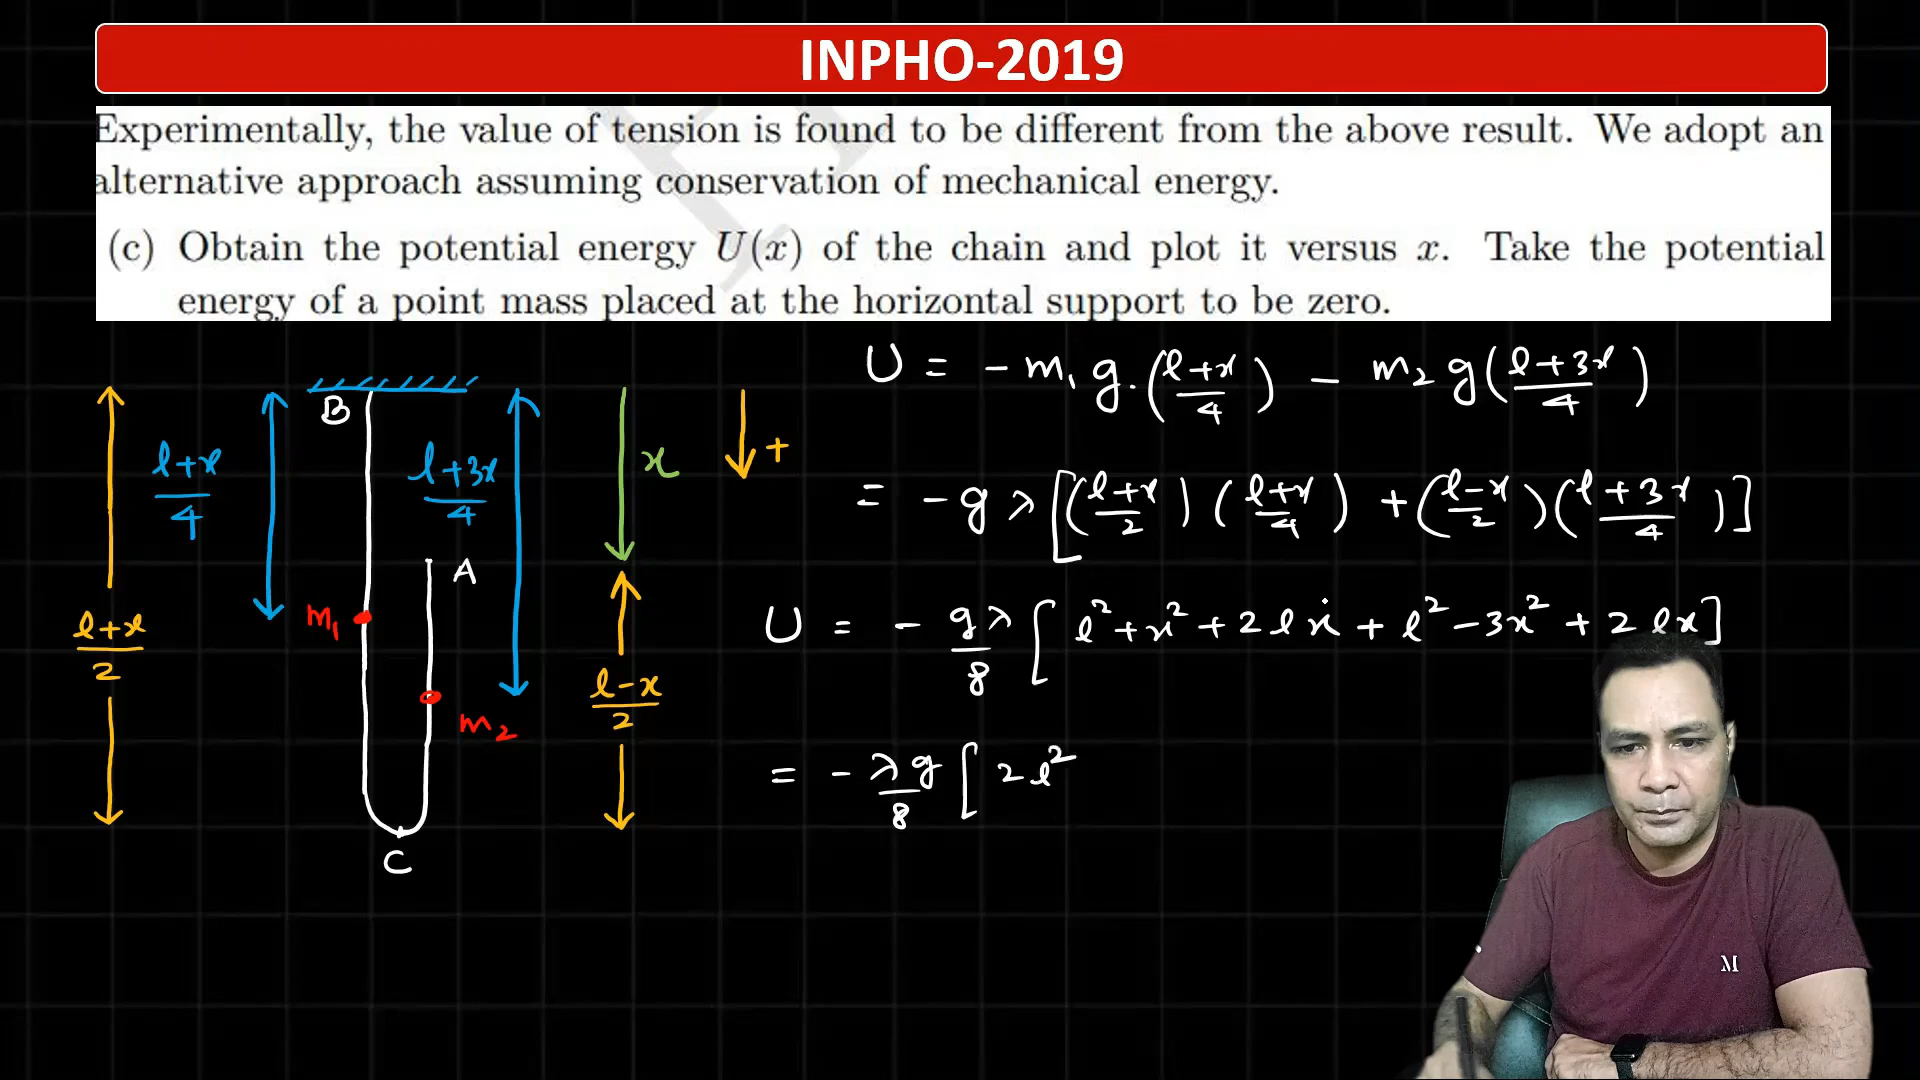 INPHO-2019
Experimentally, the value of tension is found to be different from the above result. We adopt an
alternative approach assuming conservation of mechanical energy.
(c) Obtain the potential energy U(x) of the chain and plot it versus x. Take the potential
energy of a point mass placed at the horizontal support to be zero.
B
A
C
m₁
m₂
(l+x)/4
(l+3x)/4
(l+x)/2
x
+
(l-x)/2
U = -m₁g.((l+x)/4) - m₂g((l+3x)/4)
= -gλ[((l+x)/2)((l+x)/4) + ((l-x)/2)((l+3x)/4)]
U = -gλ/8 [l²+x²+2lx+l²-3x²+2lx]
= -λg/8 [2l²
M